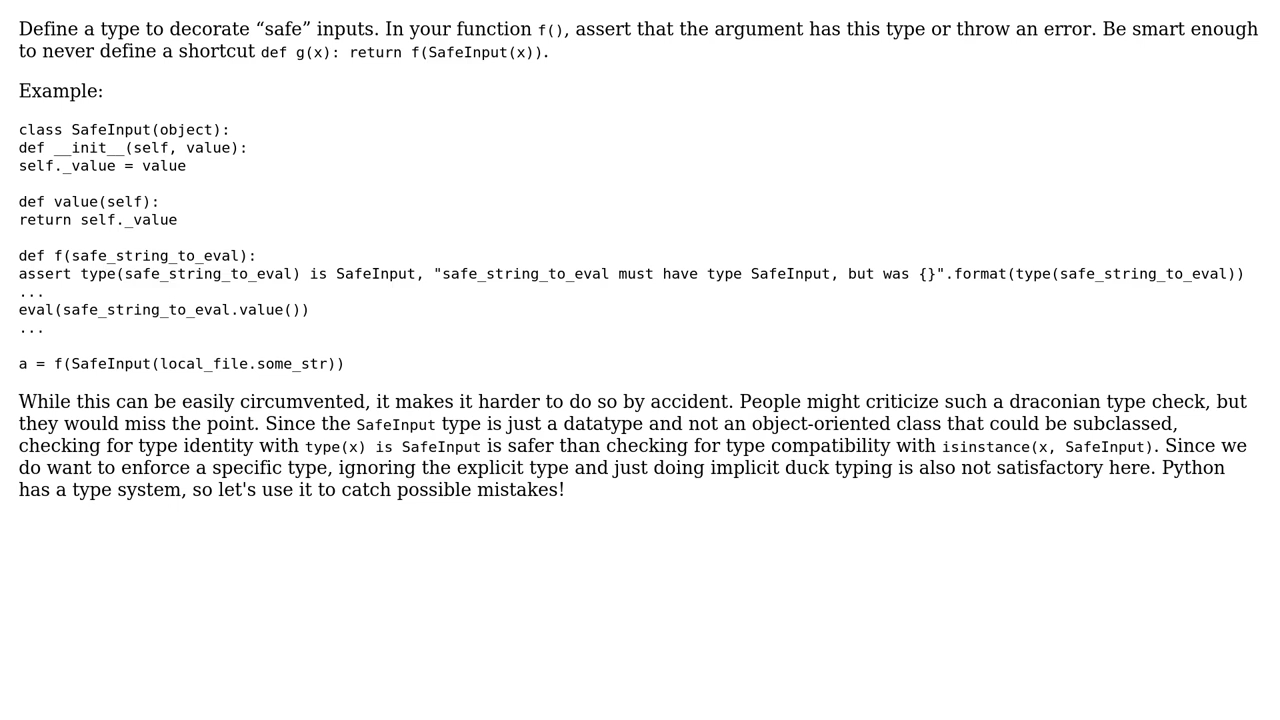 Define a type to decorate “safe” inputs. In your function f(), assert that the argument has this type or throw an error. Be smart enough
to never define a shortcut def g(x): return f(SafeInput(x)).
Example:
class SafeInput(object):
def __init__(self, value):
self._value = value
def value(self):
return self._value
def f(safe_string_to_eval):
assert type(safe_string_to_eval) is SafeInput, "safe_string_to_eval must have type SafeInput, but was {}".format(type(safe_string_to_eval))
...
eval(safe_string_to_eval.value())
...
a = f(SafeInput(local_file.some_str))
While this can be easily circumvented, it makes it harder to do so by accident. People might criticize such a draconian type check, but
they would miss the point. Since the SafeInput type is just a datatype and not an object-oriented class that could be subclassed,
checking for type identity with type(x) is SafeInput is safer than checking for type compatibility with isinstance(x, SafeInput). Since we
do want to enforce a specific type, ignoring the explicit type and just doing implicit duck typing is also not satisfactory here. Python
has a type system, so let's use it to catch possible mistakes!